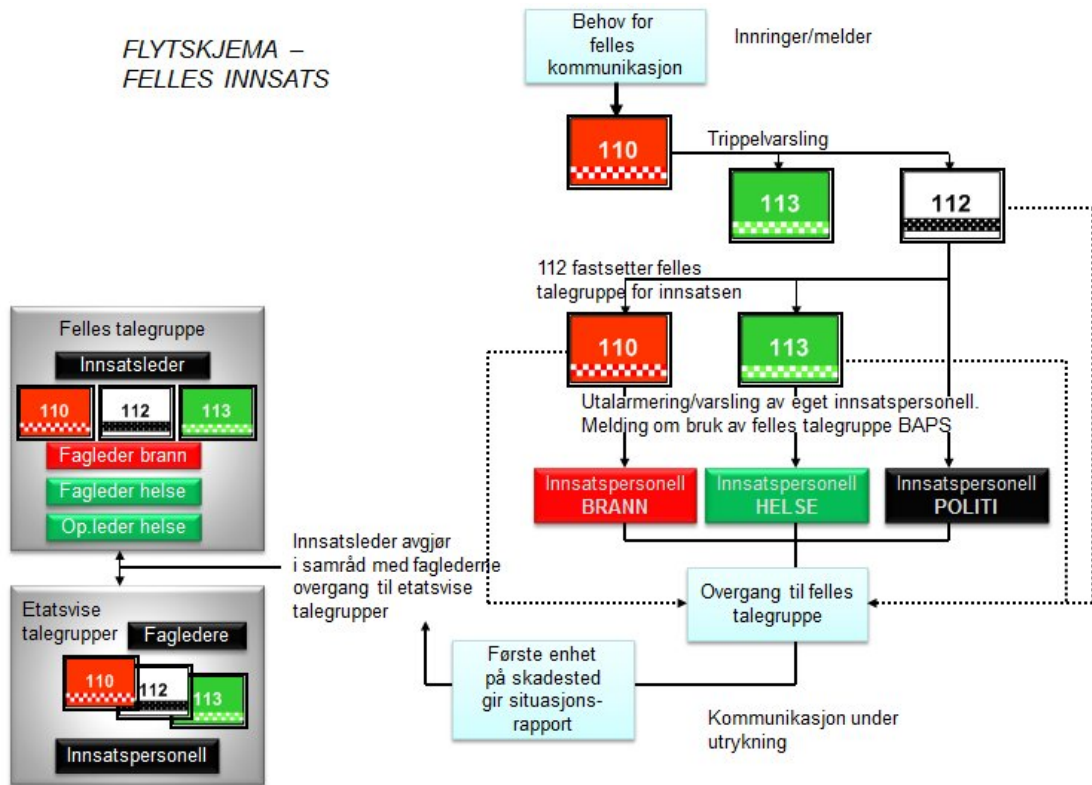 FLYTSKJEMA –
FELLES INNSATS
Behov for
felles
kommunikasjon
Innringer/melder
110
Trippelvarsling
113
112
112 fastsetter felles
talegruppe for innsatsen
110
113
Utalarmering/varsling av eget innsatspersonell.
Melding om bruk av felles talegruppe BAPS
Innsatspersonell
BRANN
Innsatspersonell
HELSE
Innsatspersonell
POLITI
Overgang til felles
talegruppe
Første enhet
på skadested
gir situasjons-
rapport
Kommunikasjon under
utrykning
Innsatsleder avgjør
i samråd med faglederne
overgang til etatsvise
talegrupper
Felles talegruppe
Innsatsleder
110
112
113
Fagleder brann
Fagleder helse
Op.leder helse
Etatsvise
talegrupper
Fagledere
110
112
113
Innsatspersonell